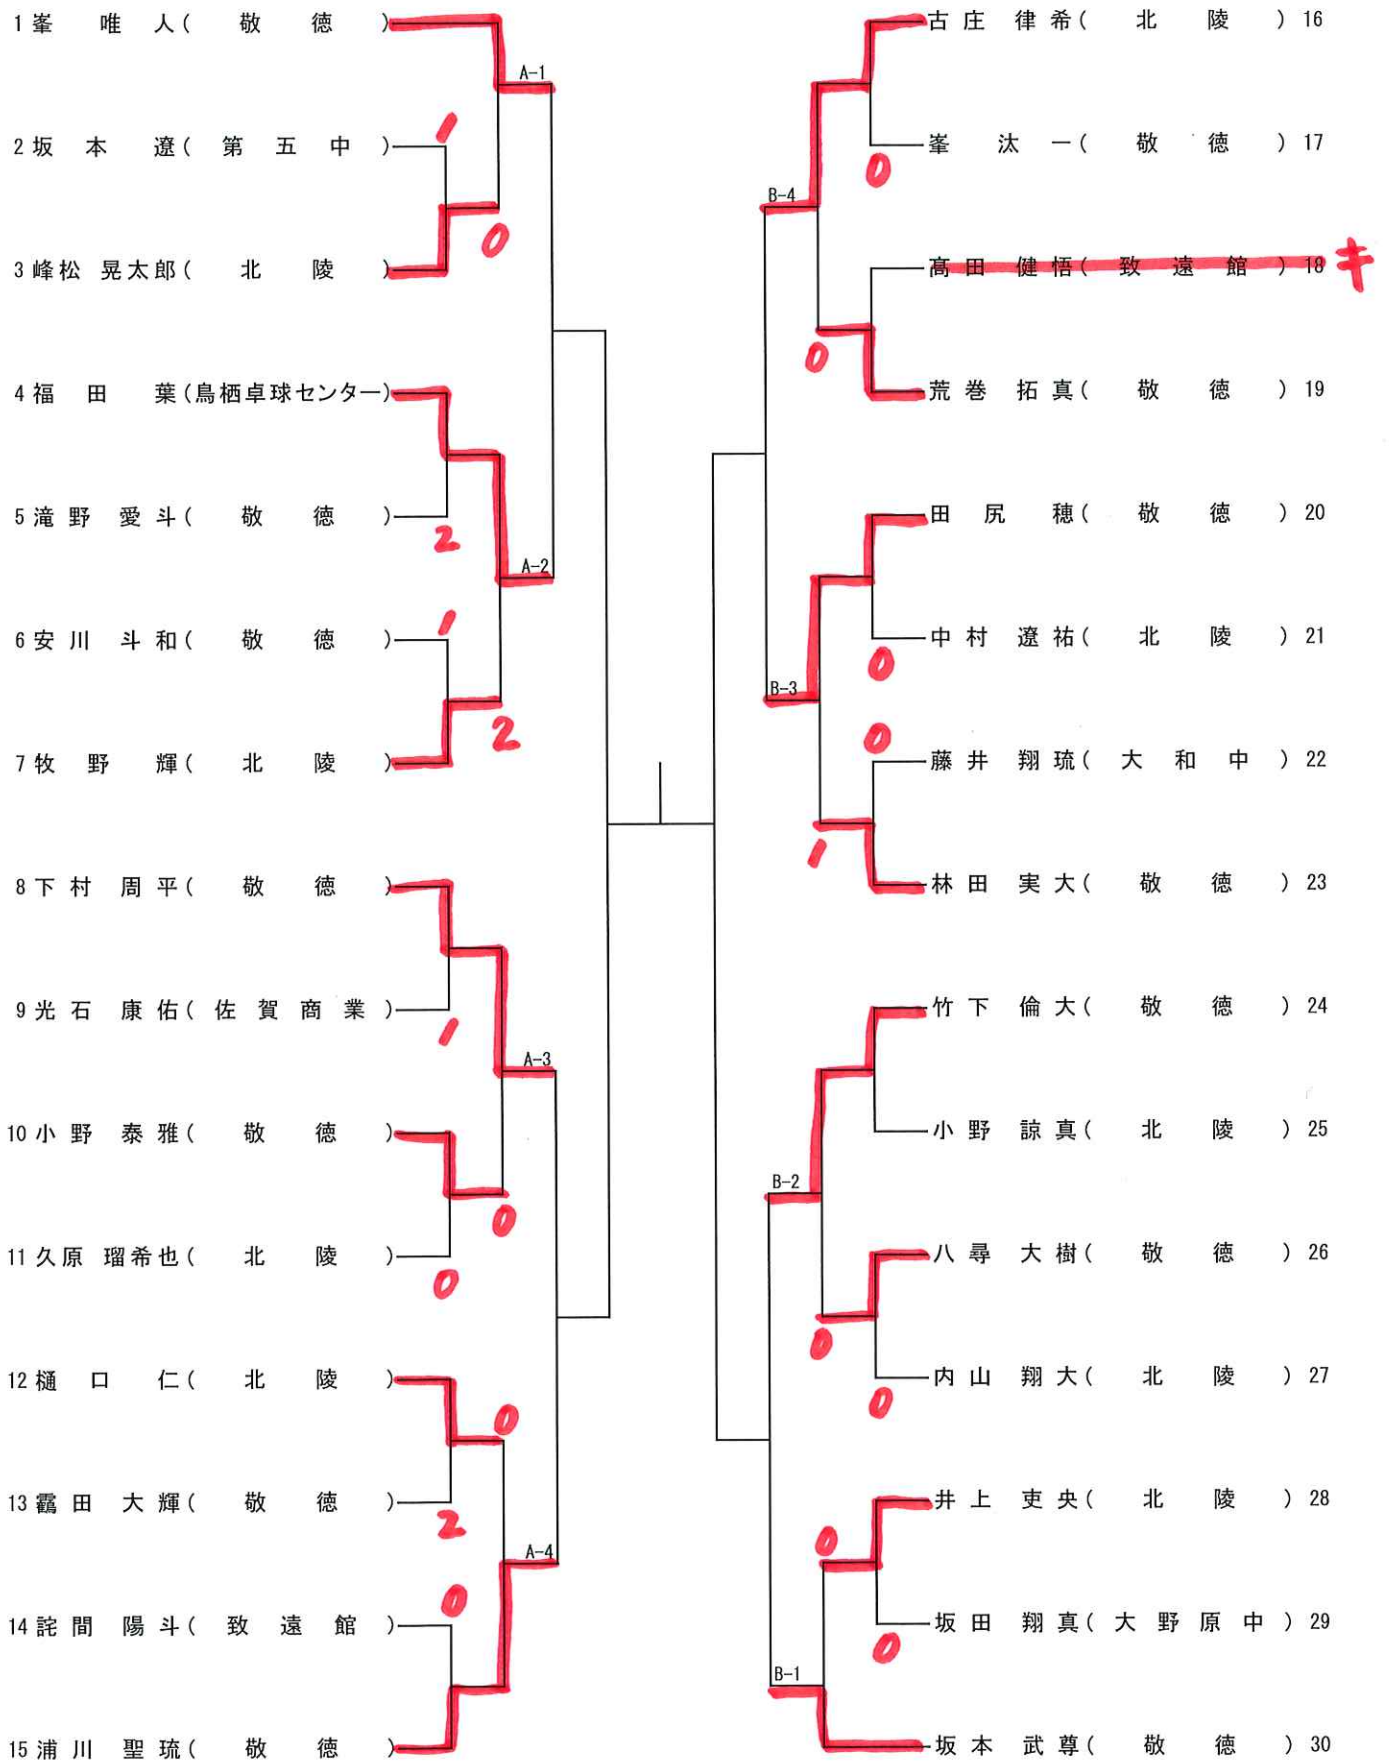 1 峯 唯 人 ( 敬 徳 )
A-1
1
2 坂 本 遼 ( 第 五 中 )
0
3 峰松 晃太郎 ( 北 陵 )
4 福 田 葉 (鳥栖卓球センター)
5 滝 野 愛 斗 ( 敬 徳 )
2
A-2
1
6 安 川 斗 和 ( 敬 徳 )
2
7 牧 野 輝 ( 北 陵 )
8 下 村 周 平 ( 敬 徳 )
9 光 石 康 佑 ( 佐 賀 商 業 )
1
A-3
10 小 野 泰 雅 ( 敬 徳 )
0
11 久原 瑠希也 ( 北 陵 )
0
12 樋 口 仁 ( 北 陵 )
0
13 靏 田 大 輝 ( 敬 徳 )
2
A-4
0
14 詫 間 陽 斗 ( 致 遠 館 )
15 浦 川 聖 琉 ( 敬 徳 )
古 庄 律 希 ( 北 陵 ) 16
峯 汰 一 ( 敬 徳 ) 17
0
B-4
髙 田 健 悟 ( 致 遠 館 ) 18 キ
0
荒 巻 拓 真 ( 敬 徳 ) 19
田 尻 穂 ( 敬 徳 ) 20
中 村 遼 祐 ( 北 陵 ) 21
0
B-3
0
藤 井 翔 琉 ( 大 和 中 ) 22
1
林 田 実 大 ( 敬 徳 ) 23
竹 下 倫 大 ( 敬 徳 ) 24
小 野 諒 真 ( 北 陵 ) 25
B-2
八 尋 大 樹 ( 敬 徳 ) 26
0
内 山 翔 大 ( 北 陵 ) 27
0
井 上 吏 央 ( 北 陵 ) 28
0
坂 田 翔 真 ( 大 野 原 中 ) 29
0
B-1
坂 本 武 尊 ( 敬 徳 ) 30